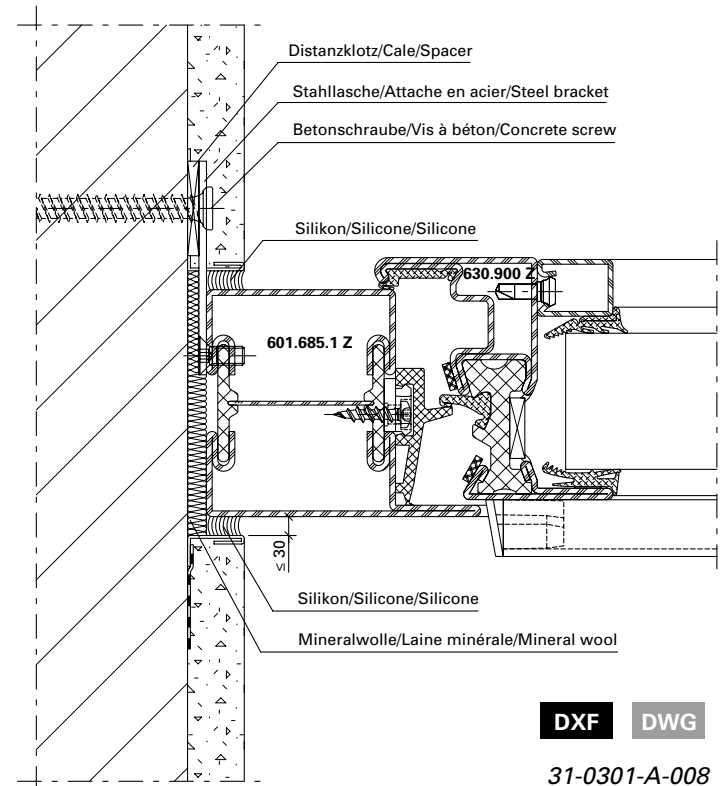 Distanzklotz/Cale/Spacer
Stahllasche/Attache en acier/Steel bracket
Betonschraube/Vis à béton/Concrete screw
Silikon/Silicone/Silicone
630.900 Z
601.685.1 Z
≤ 30
Silikon/Silicone/Silicone
Mineralwolle/Laine minérale/Mineral wool
DXF DWG
31-0301-A-008